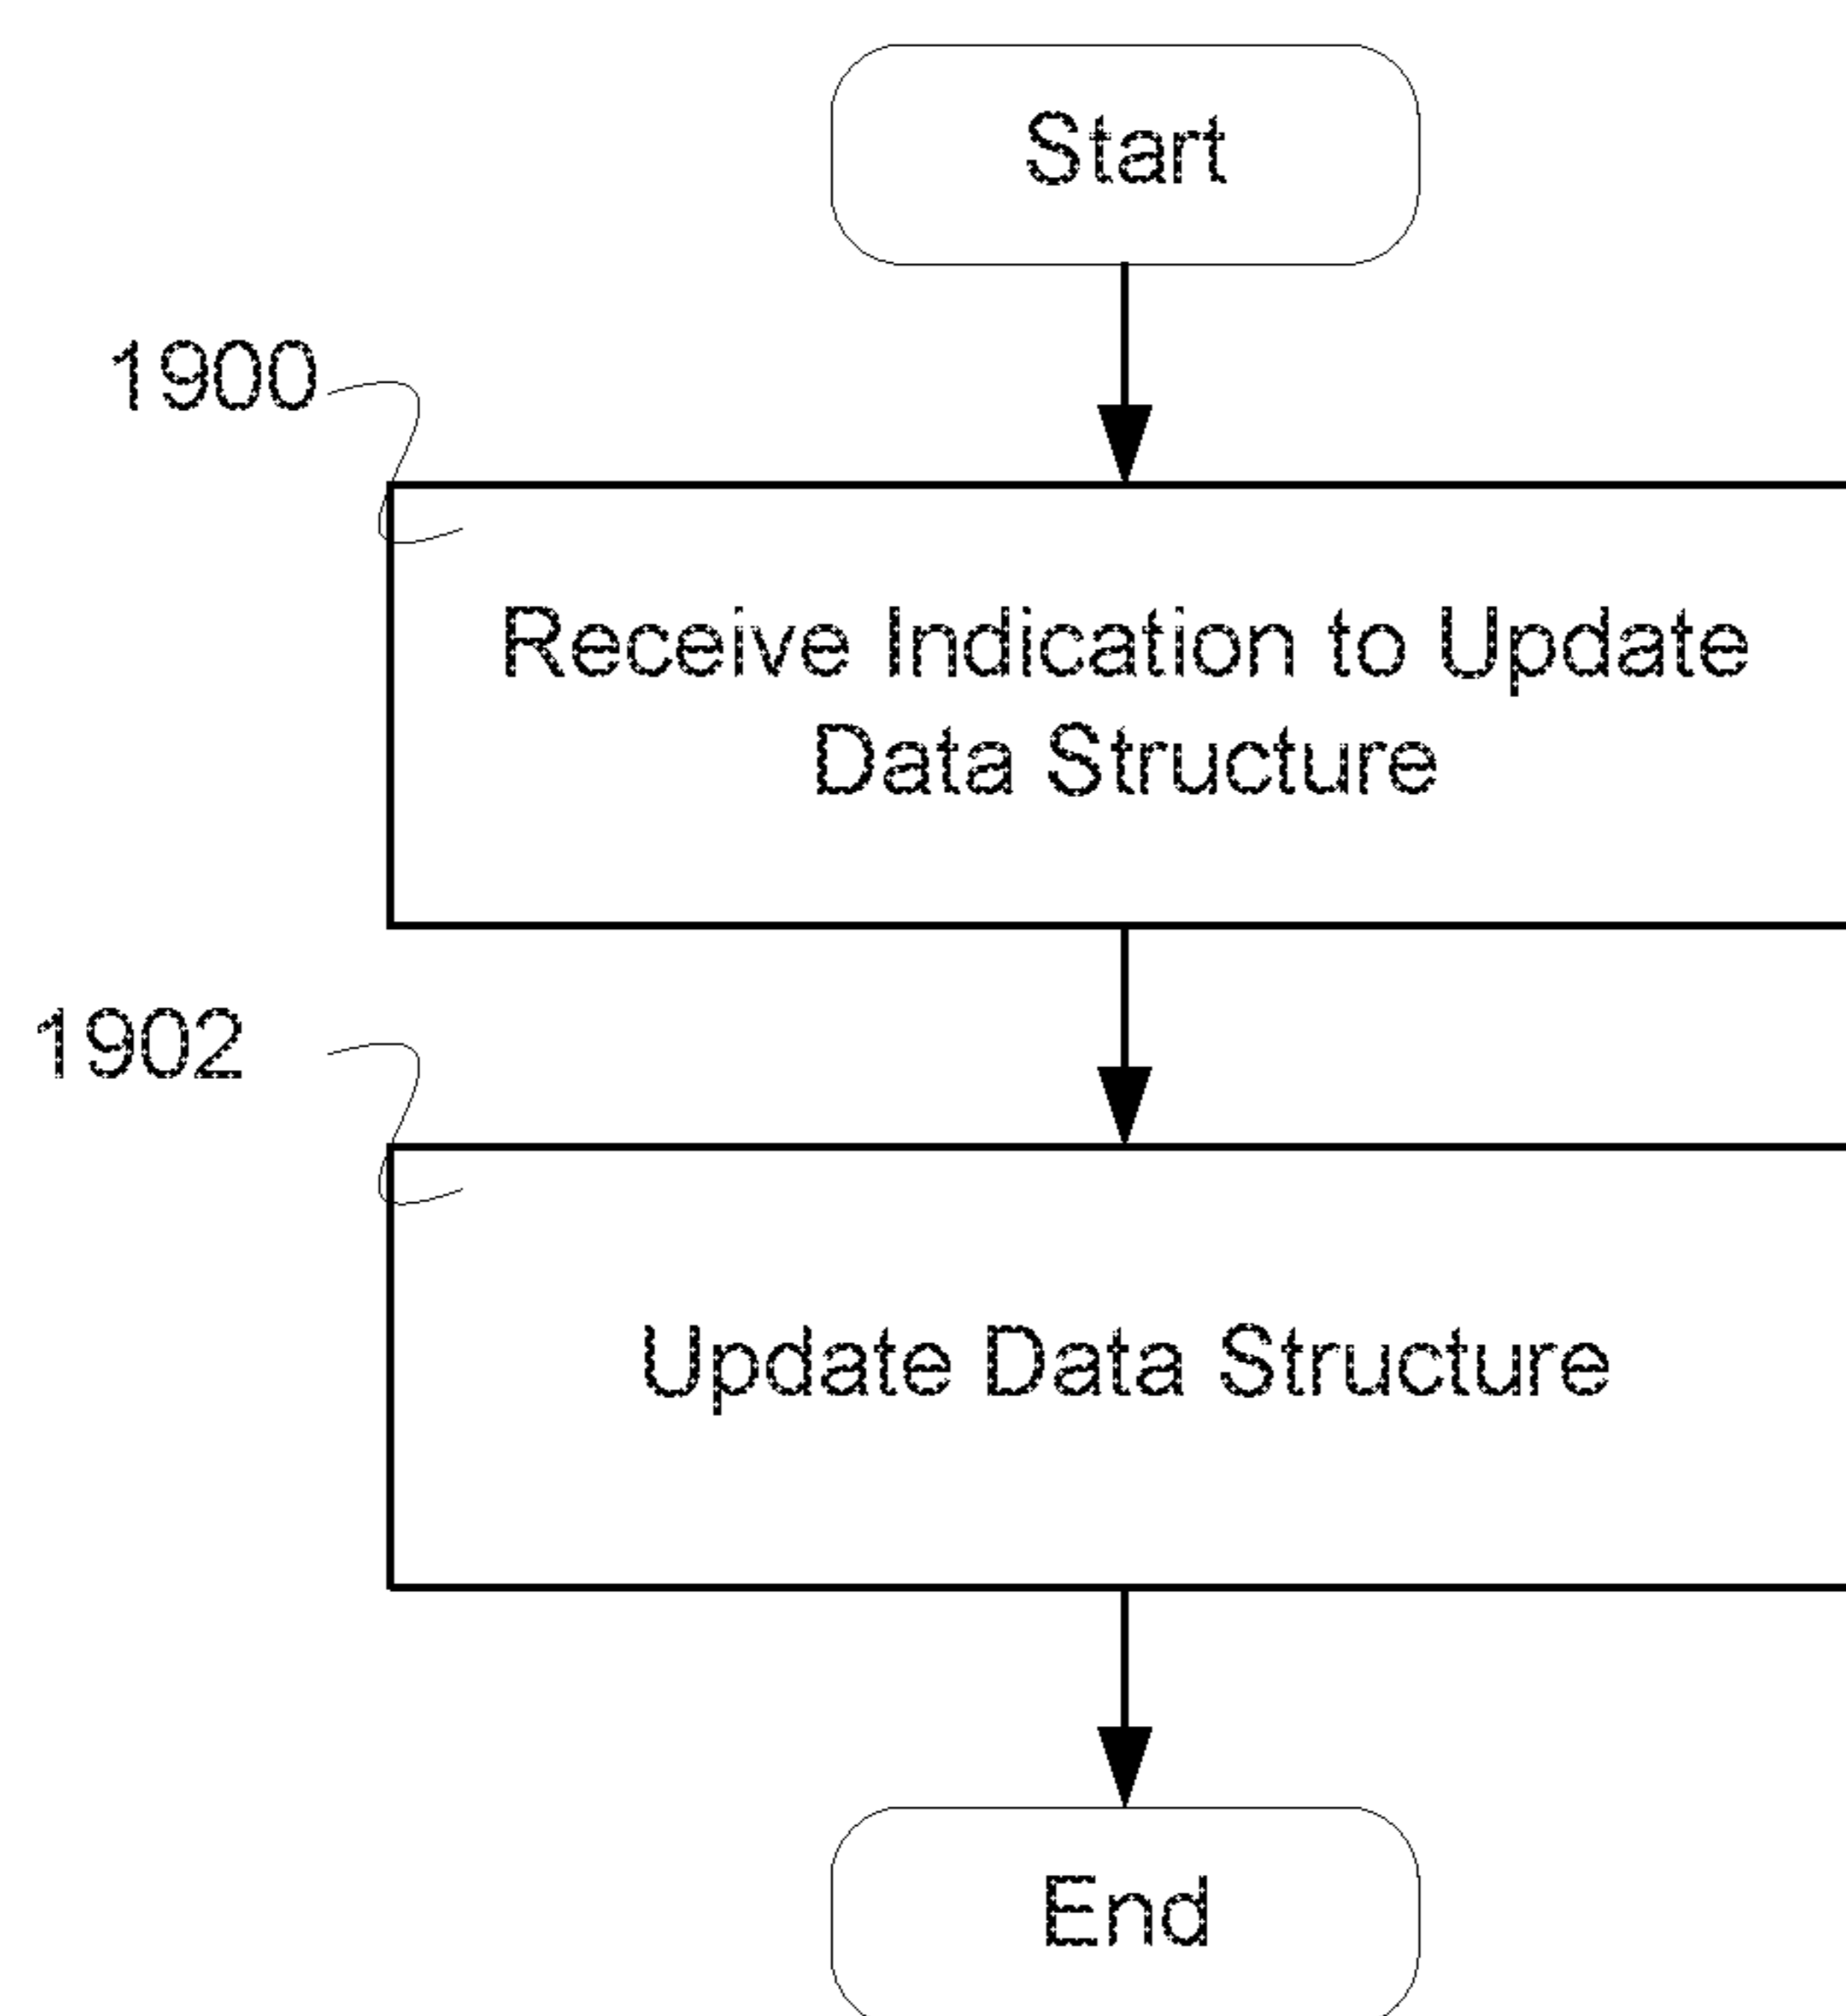 Start
1900
Receive Indication to Update
Data Structure
1902
Update Data Structure
End